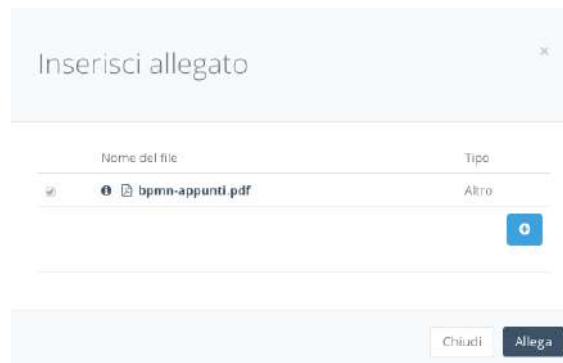 Inserisci allegato
Nome del file Tipo
bpmn-appunti.pdf Altro
Chiudi Allega